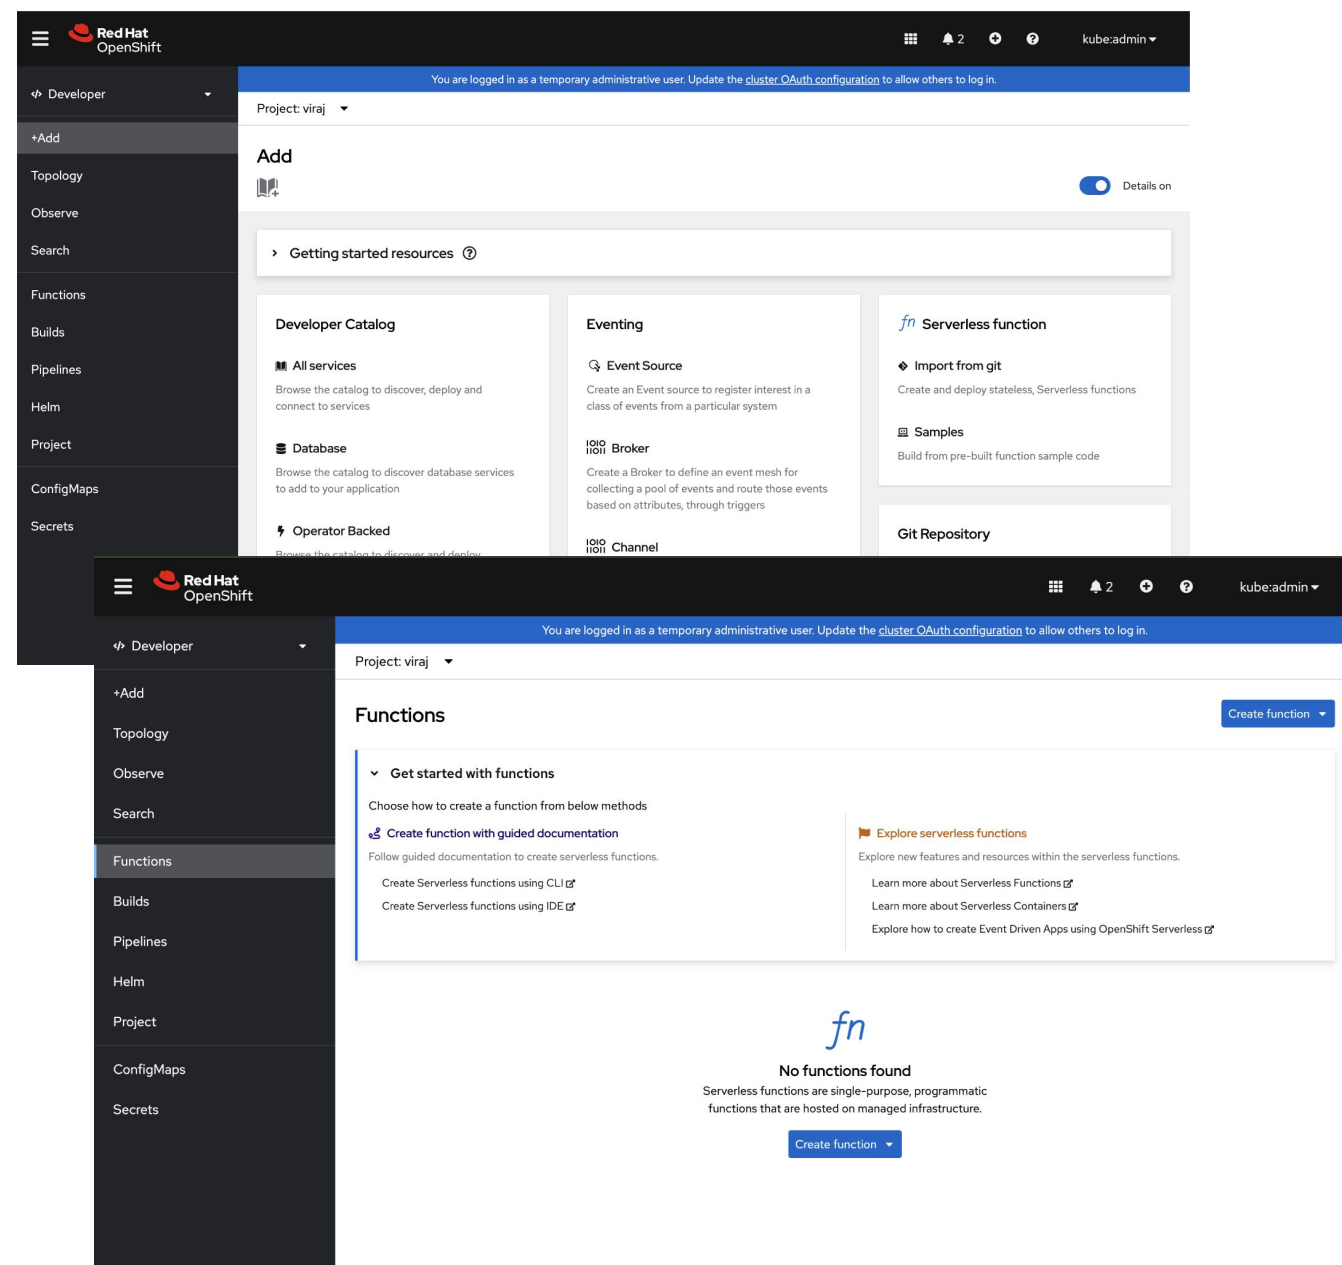 Red Hat
OpenShift
2
kube:admin
Developer
You are logged in as a temporary administrative user. Update the cluster OAuth configuration to allow others to log in.
Project: viraj
+Add
Topology
Observe
Search
Functions
Builds
Pipelines
Helm
Project
ConfigMaps
Secrets
Add
Details on
Getting started resources
Developer Catalog
All services
Browse the catalog to discover, deploy and
connect to services
Database
Browse the catalog to discover database services
to add to your application
Operator Backed
Browse the catalog to discover and deploy
Eventing
Event Source
Create an Event source to register interest in a
class of events from a particular system
Broker
Create a Broker to define an event mesh for
collecting a pool of events and route those events
based on attributes, through triggers
Channel
fn Serverless function
Import from git
Create and deploy stateless, Serverless functions
Samples
Build from pre-built function sample code
Git Repository
Red Hat
OpenShift
2
kube:admin
Developer
You are logged in as a temporary administrative user. Update the cluster OAuth configuration to allow others to log in.
Project: viraj
+Add
Topology
Observe
Search
Functions
Builds
Pipelines
Helm
Project
ConfigMaps
Secrets
Functions
Create function
Get started with functions
Choose how to create a function from below methods
Create function with guided documentation
Follow guided documentation to create serverless functions.
Create Serverless functions using CLI
Create Serverless functions using IDE
Explore serverless functions
Explore new features and resources within the serverless functions.
Learn more about Serverless Functions
Learn more about Serverless Containers
Explore how to create Event Driven Apps using OpenShift Serverless
fn
No functions found
Serverless functions are single-purpose, programmatic
functions that are hosted on managed infrastructure.
Create function